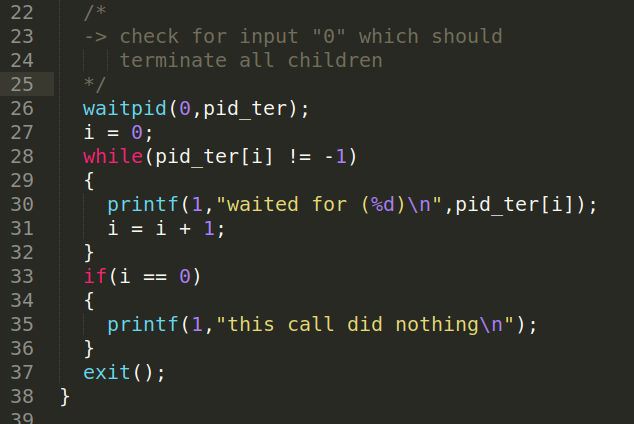 22 /*
23 -> check for input "0" which should
24 terminate all children
25 */
26 waitpid(0,pid_ter);
27 i = 0;
28 while(pid_ter[i] != -1)
29 {
30 printf(1,"waited for (%d)\n",pid_ter[i]);
31 i = i + 1;
32 }
33 if(i == 0)
34 {
35 printf(1,"this call did nothing\n");
36 }
37 exit();
38 }
39